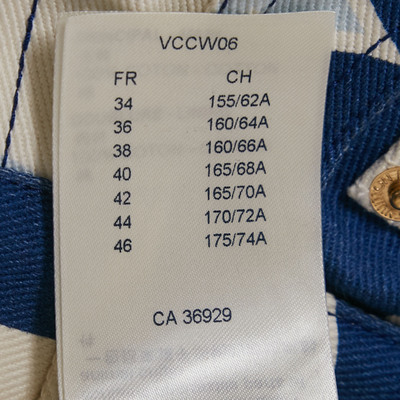 VCCW06
FR CH
34 155/62A
36 160/64A
38 160/66A
40 165/68A
42 165/70A
44 170/72A
46 175/74A
CA 36929